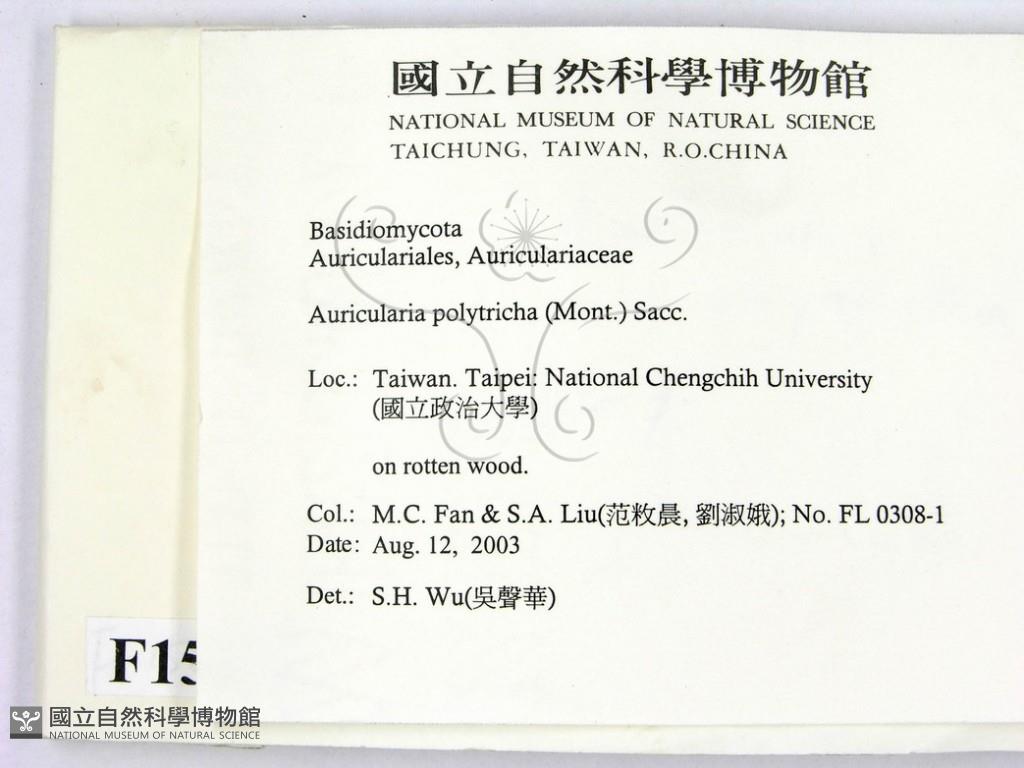 國立自然科學博物館
NATIONAL MUSEUM OF NATURAL SCIENCE
TAICHUNG, TAIWAN, R.O.CHINA
Basidiomycota
Auriculariales, Auriculariaceae
Auricularia polytricha (Mont.) Sacc.
Loc.: Taiwan. Taipei: National Chengchih University
(國立政治大學)
on rotten wood.
Col.: M.C. Fan & S.A. Liu(范敉晨, 劉淑娥); No. FL 0308-1
Date: Aug. 12, 2003
Det.: S.H. Wu(吳聲華)
F15
國立自然科學博物館
NATIONAL MUSEUM OF NATURAL SCIENCE